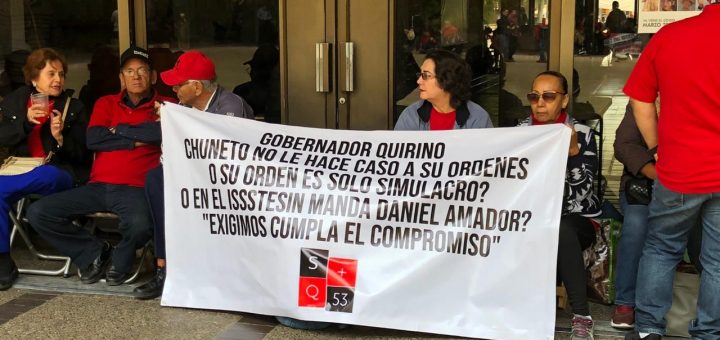 GOBERNADOR QUIRINO
CHUNETO NO LE HACE CASO A SU ORDENES
O SU ORDEN ES SOLO SIMULACRO?
O EN EL ISSSTESIN MANDA DANIEL AMADOR?
"EXIGIMOS CUMPLA EL COMPROMISO"
S +
Q 53
MARZO